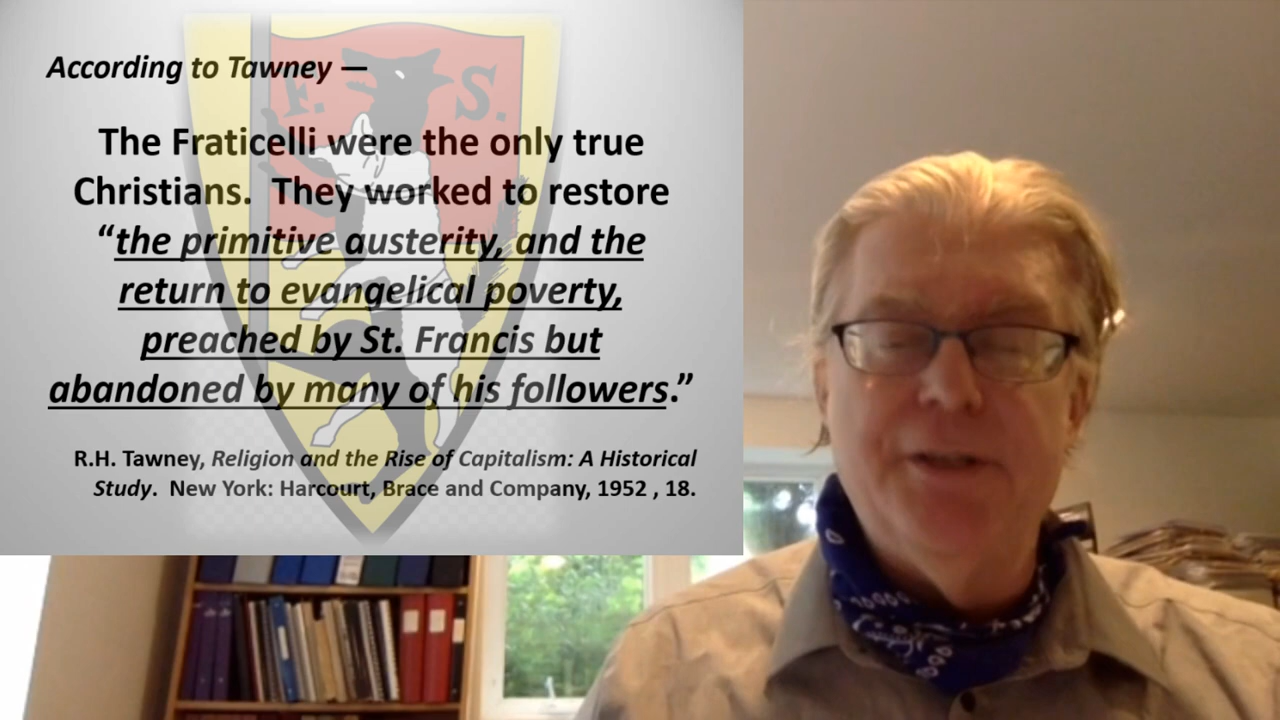 According to Tawney —
F. S.
The Fraticelli were the only true
Christians.  They worked to restore
“the primitive austerity, and the
return to evangelical poverty,
preached by St. Francis but
abandoned by many of his followers.”
R.H. Tawney, Religion and the Rise of Capitalism: A Historical
Study.  New York: Harcourt, Brace and Company, 1952 , 18.